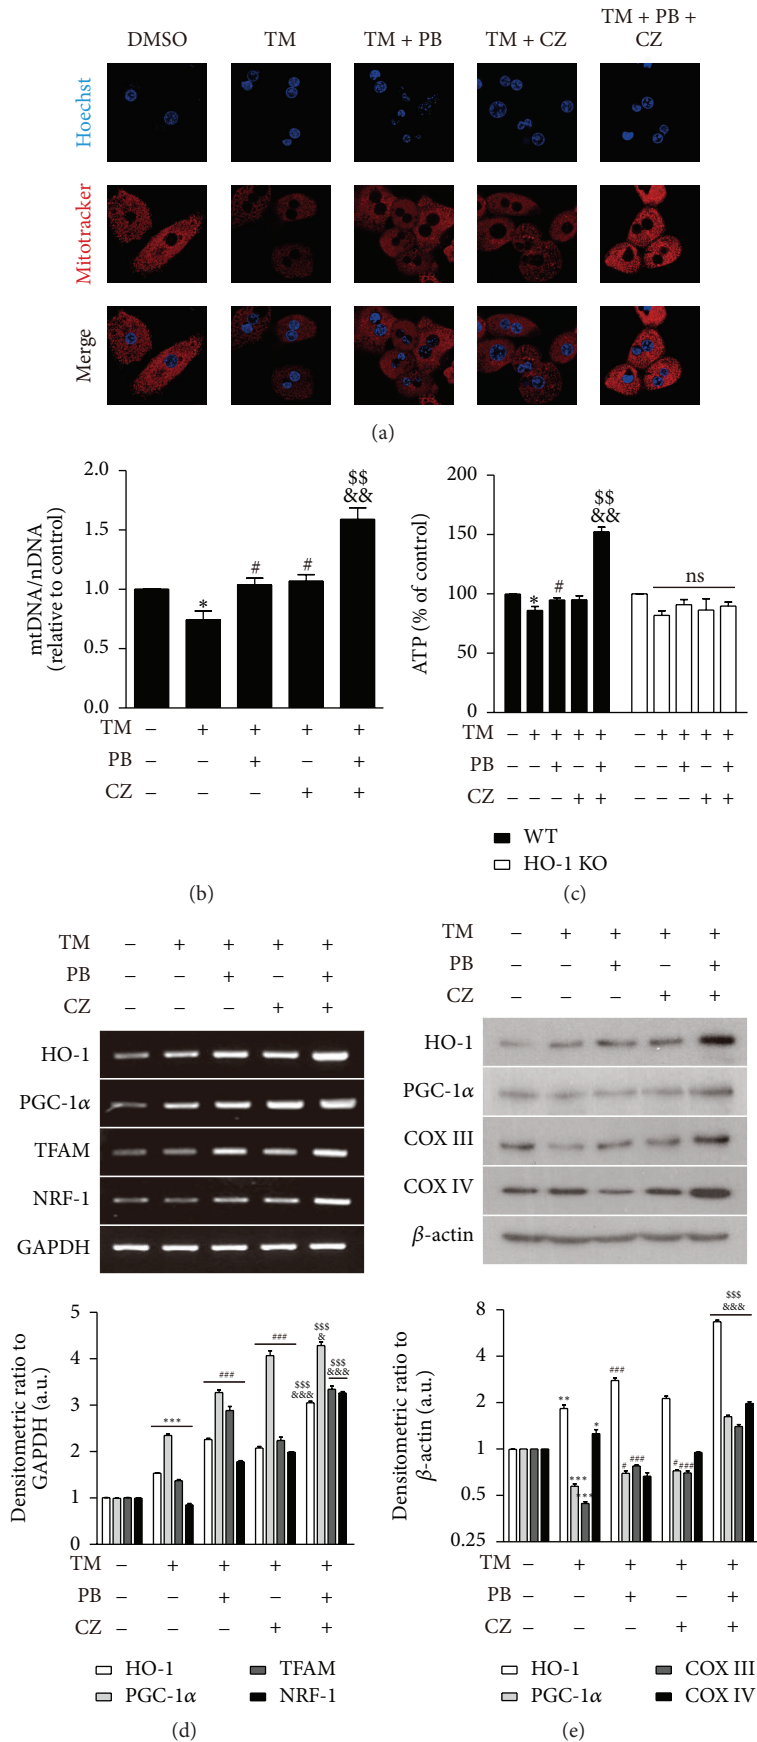 DMSO TM TM + PB TM + CZ TM + PB + CZ
Hoechst
Mitotracker
Merge
(a)
mtDNA/nDNA
(relative to control)
2.0
1.5
1.0
0.5
0.0
* # # $$
&&
TM − + + + +
PB − − + − +
CZ − − − + +
(b)
ATP (% of control)
200
150
100
50
0
* # $$
&&
ns
TM − + + + + − + + + +
PB − − + − + − − + − +
CZ − − − + + − − − + +
WT
HO-1 KO
(c)
TM − + + + +
PB − − + − +
CZ − − − + +
HO-1
PGC-1α
TFAM
NRF-1
GAPDH
Densitometric ratio to
GAPDH (a.u.)
5
4
3
2
1
0
*** ### ### $$$
&&& $$$
& $$$
&&&
TM − + + + +
PB − − + − +
CZ − − − + +
HO-1 TFAM
PGC-1α NRF-1
(d)
TM − + + + +
PB − − + − +
CZ − − − + +
HO-1
PGC-1α
COX III
COX IV
β-actin
Densitometric ratio to
β-actin (a.u.)
8
4
2
1
0.5
0.25
** *** *** * ### # ### # ### $$$
&&&
TM − + + + +
PB − − + − +
CZ − − − + +
HO-1 COX III
PGC-1α COX IV
(e)